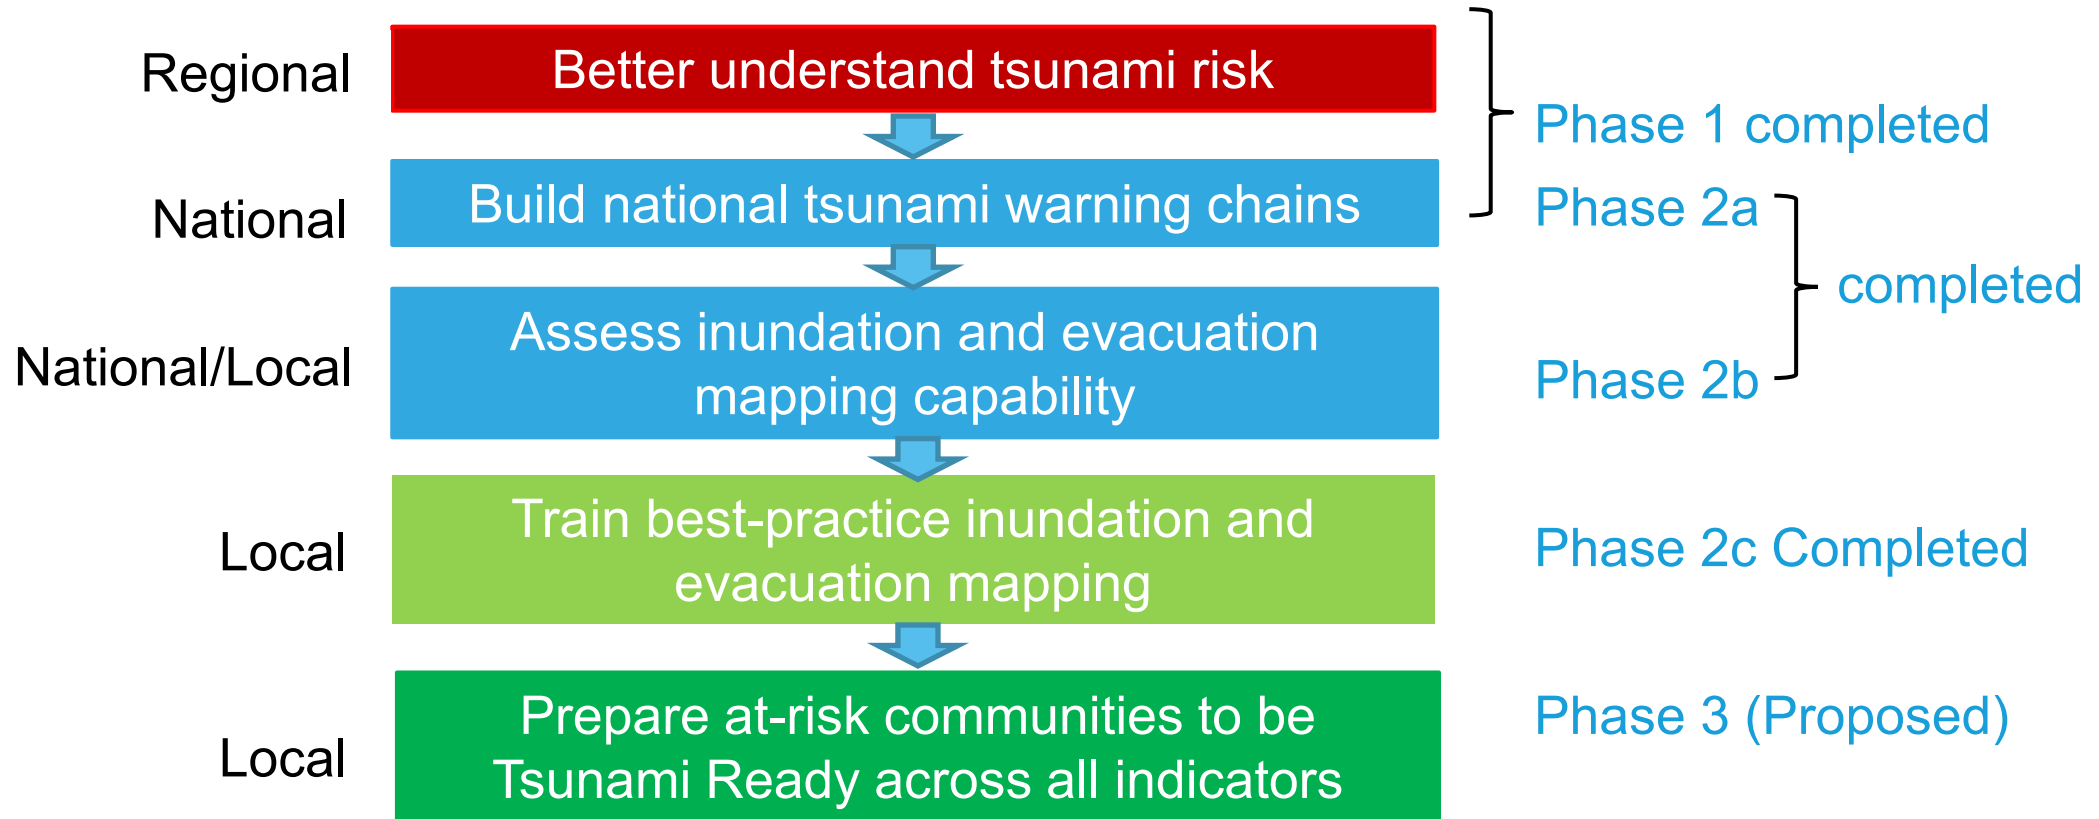 Regional
Better understand tsunami risk
Phase 1 completed
National
Build national tsunami warning chains
Phase 2a
completed
National/Local
Assess inundation and evacuation
mapping capability
Phase 2b
Local
Train best-practice inundation and
evacuation mapping
Phase 2c Completed
Local
Prepare at-risk communities to be
Tsunami Ready across all indicators
Phase 3 (Proposed)